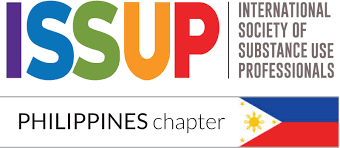 ISSUP
INTERNATIONAL
SOCIETY OF
SUBSTANCE USE
PROFESSIONALS
PHILIPPINES chapter